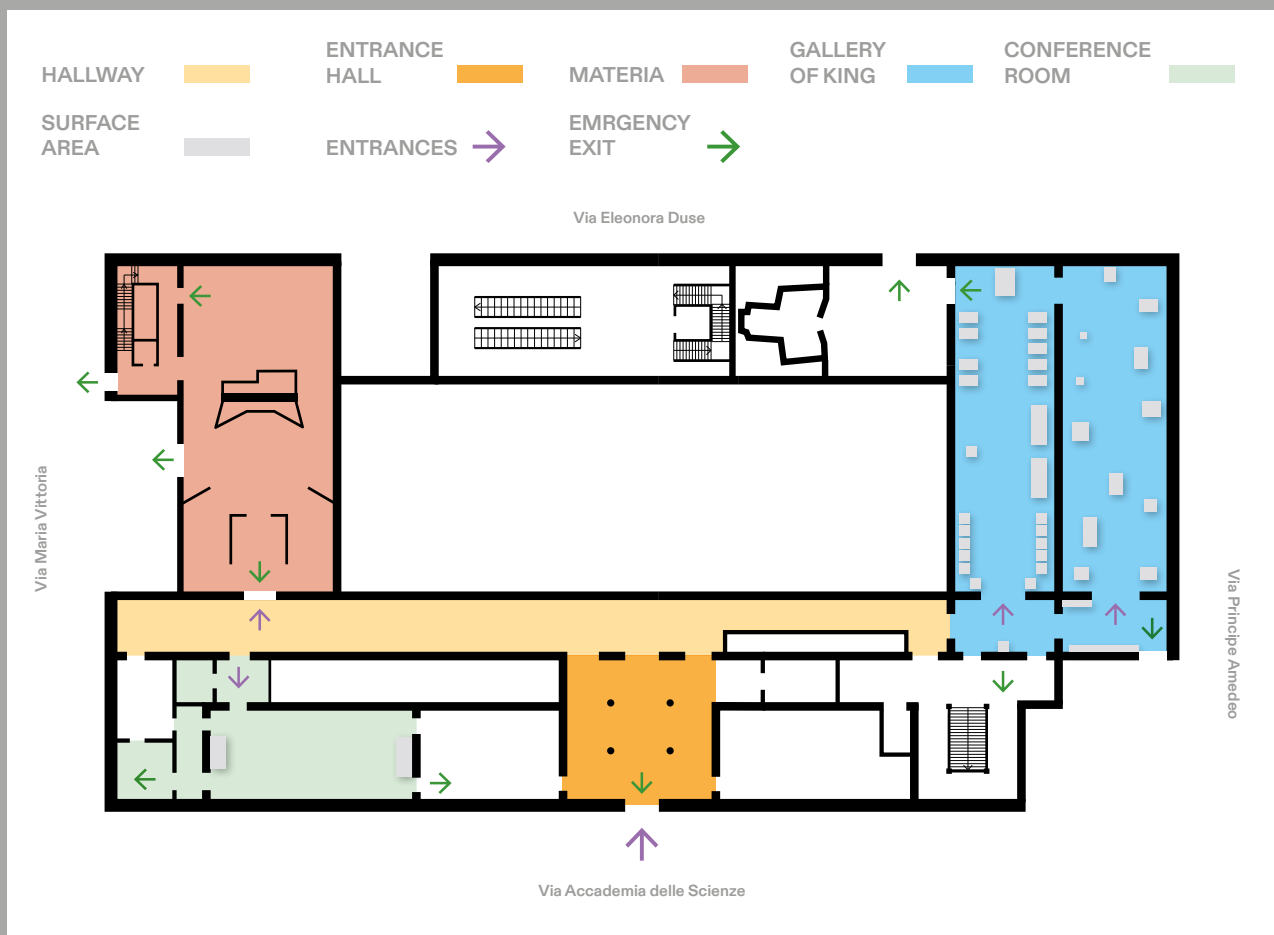 HALLWAY
ENTRANCE
HALL
MATERIA
GALLERY
OF KING
CONFERENCE
ROOM
SURFACE
AREA
ENTRANCES
EMRGENCY
EXIT
Via Eleonora Duse
Via Maria Vittoria
Via Principe Amedeo
Via Accademia delle Scienze